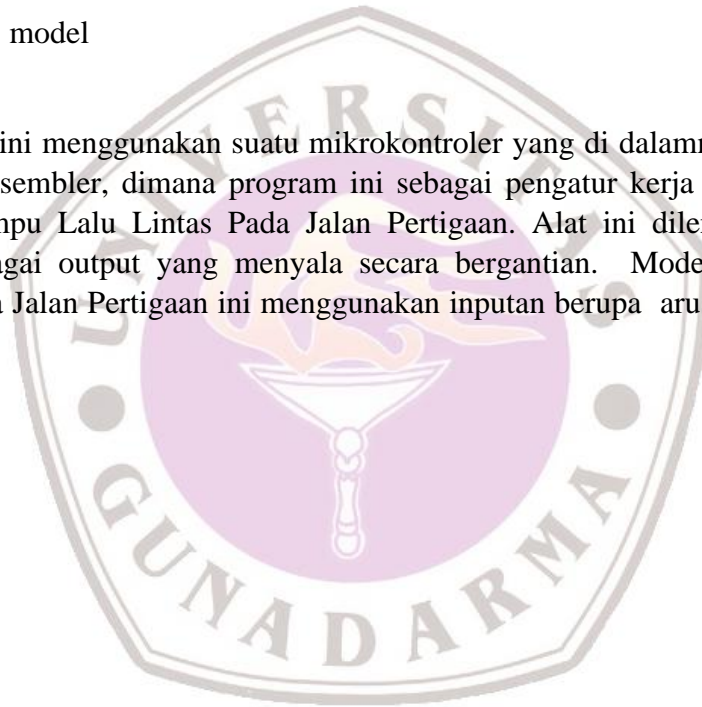 model
ini menggunakan suatu mikrokontroler yang di dalamn
sembler, dimana program ini sebagai pengatur kerja
mpu Lalu Lintas Pada Jalan Pertigaan. Alat ini dile
agai output yang menyala secara bergantian. Mode
a Jalan Pertigaan ini menggunakan inputan berupa aru
UNIVERSITAS
GUNADARMA